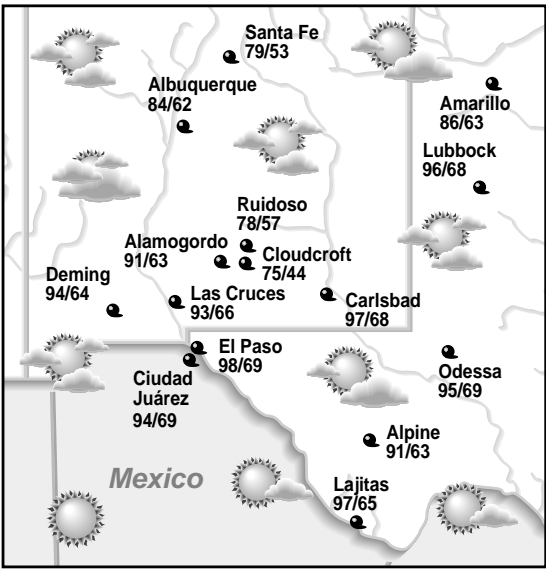 Santa Fe
79/53
Albuquerque
84/62
Amarillo
86/63
Lubbock
96/68
Ruidoso
78/57
Alamogordo
91/63
Cloudcroft
75/44
Deming
94/64
Las Cruces
93/66
Carlsbad
97/68
El Paso
98/69
Odessa
95/69
Ciudad
Juárez
94/69
Alpine
91/63
Mexico
Lajitas
97/65